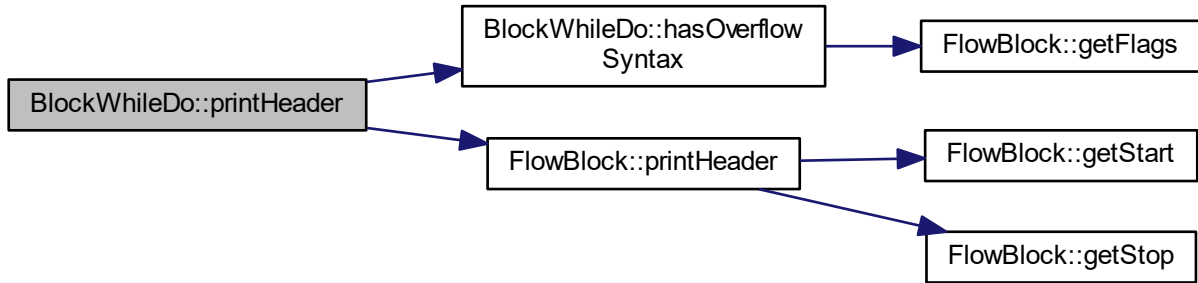 BlockWhileDo::printHeader
BlockWhileDo::hasOverflow
Syntax
FlowBlock::getFlags
FlowBlock::printHeader
FlowBlock::getStart
FlowBlock::getStop